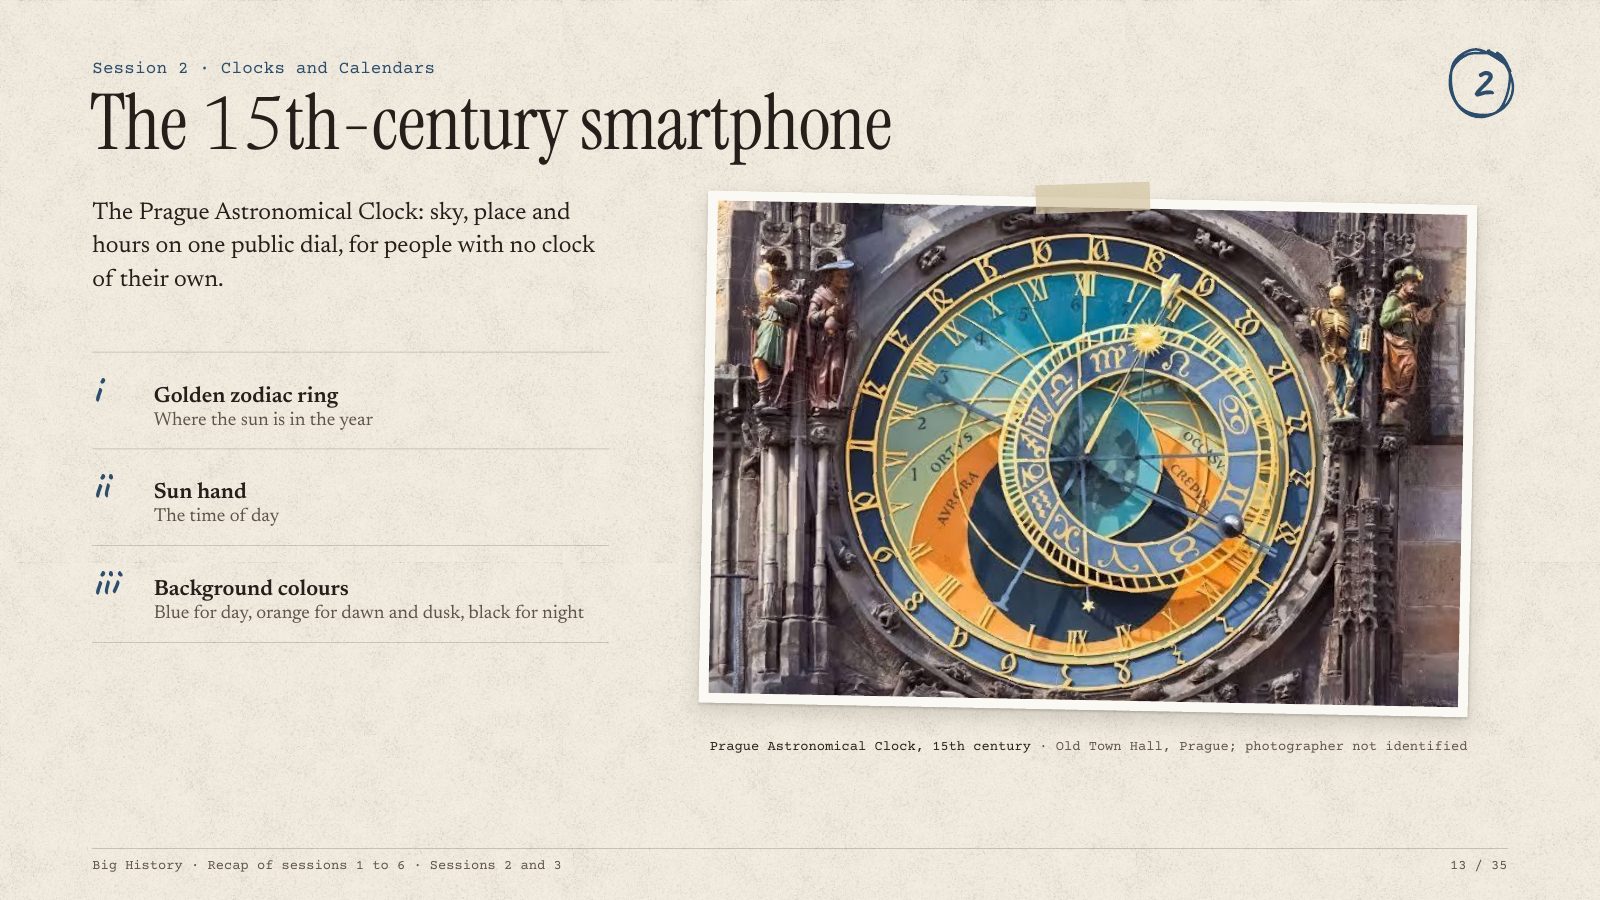 Session 2 · Clocks and Calendars
2
The 15th-century smartphone
The Prague Astronomical Clock: sky, place and
hours on one public dial, for people with no clock
of their own.
i
Golden zodiac ring
Where the sun is in the year
ii
Sun hand
The time of day
iii
Background colours
Blue for day, orange for dawn and dusk, black for night
ORTVS
AVRORA
OCCASVS
CREPVS
Prague Astronomical Clock, 15th century · Old Town Hall, Prague; photographer not identified
Big History · Recap of sessions 1 to 6 · Sessions 2 and 3
13 / 35